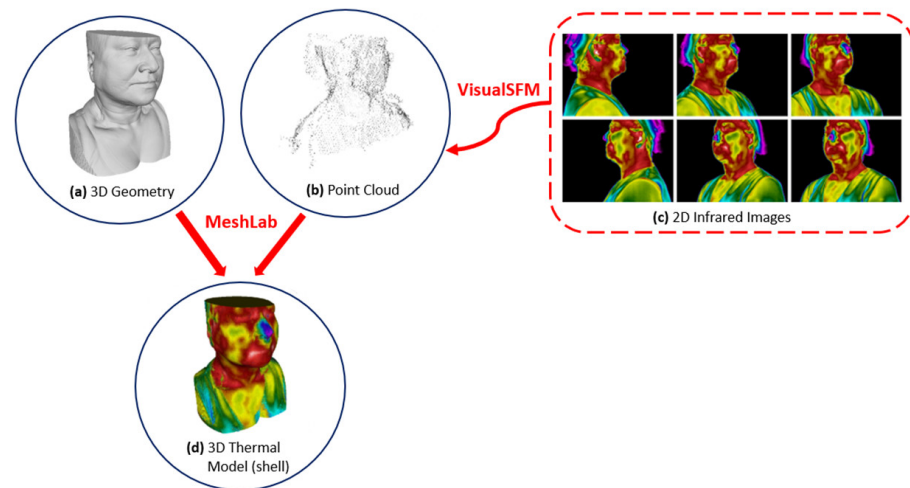 VisualSFM
(a) 3D Geometry
(b) Point Cloud
(c) 2D Infrared Images
MeshLab
(d) 3D Thermal
Model (shell)